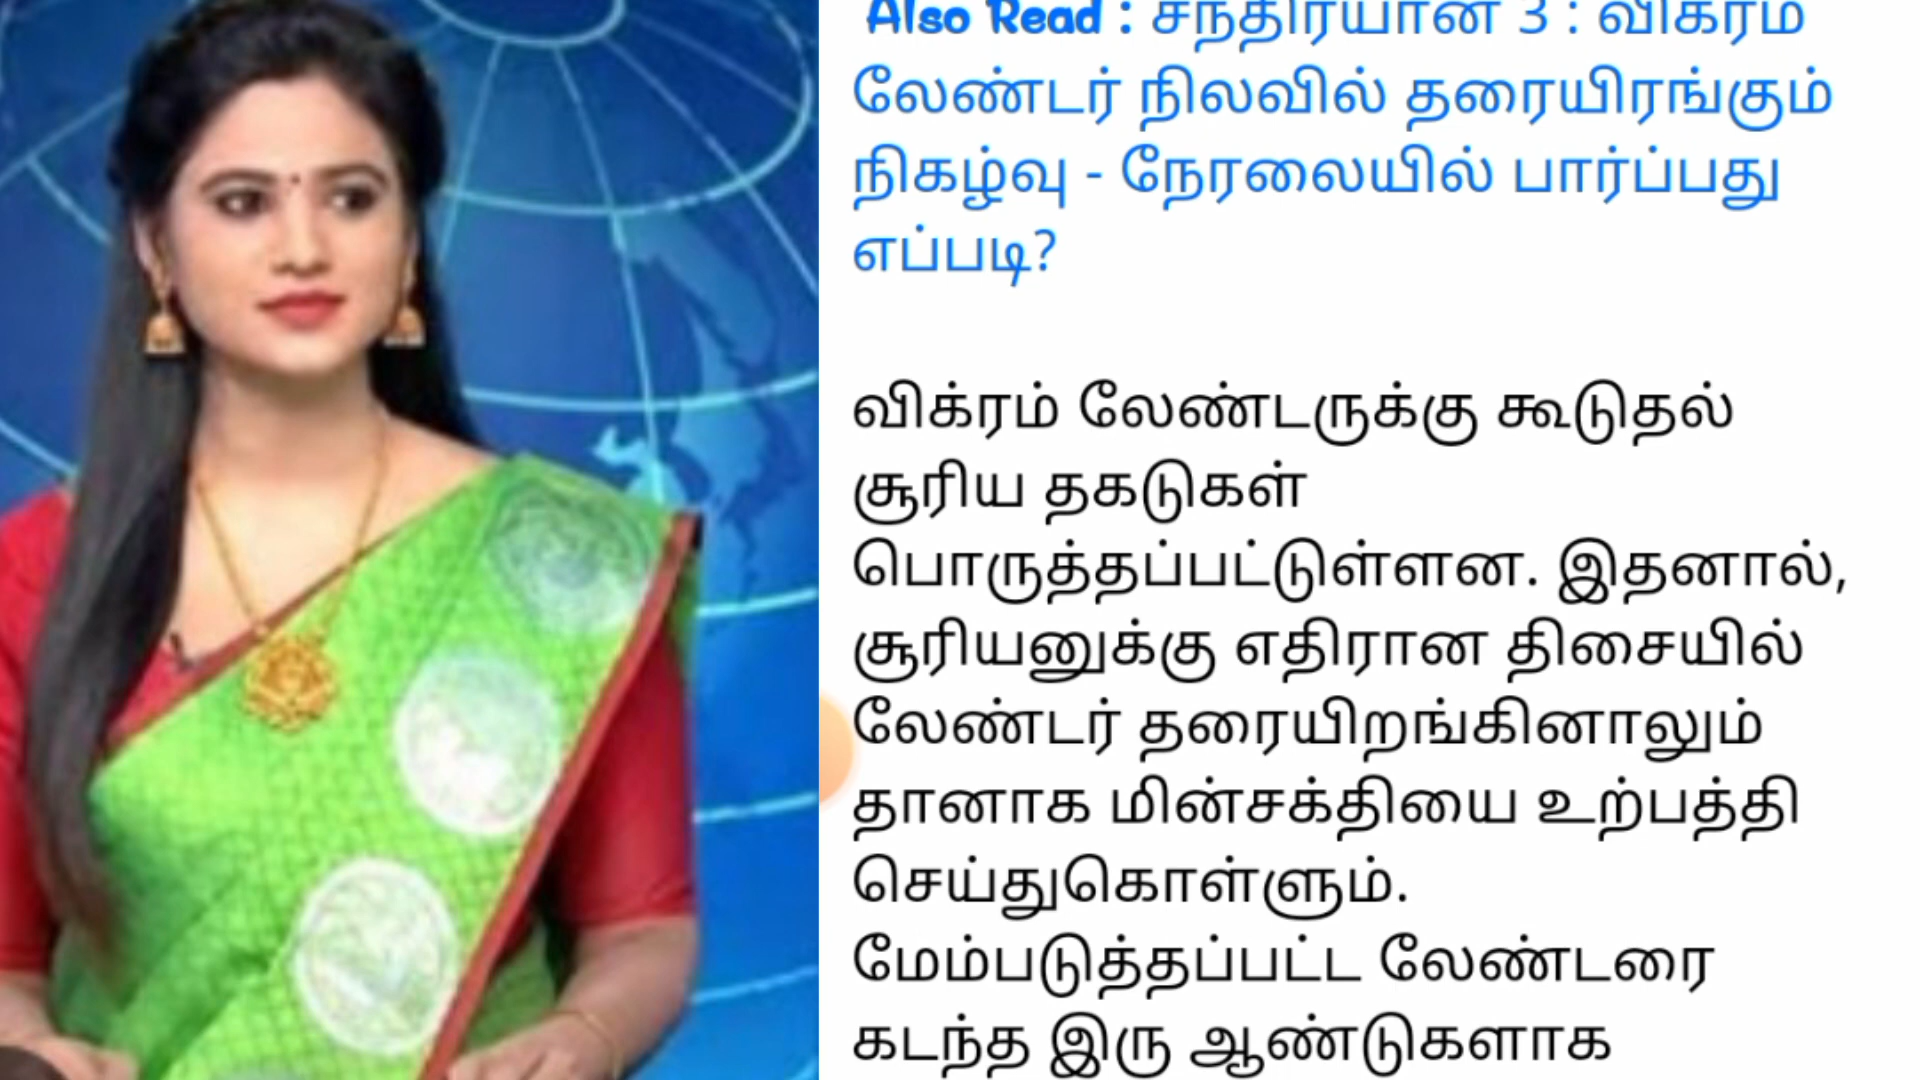 Also Read : சந்திரயான் 3 : விக்ரம்
லேண்டர் நிலவில் தரையிரங்கும்
நிகழ்வு - நேரலையில் பார்ப்பது
எப்படி?
விக்ரம் லேண்டருக்கு கூடுதல்
சூரிய தகடுகள்
பொருத்தப்பட்டுள்ளன. இதனால்,
சூரியனுக்கு எதிரான திசையில்
லேண்டர் தரையிறங்கினாலும்
தானாக மின்சக்தியை உற்பத்தி
செய்துகொள்ளும்.
மேம்படுத்தப்பட்ட லேண்டரை
கடந்த இரு ஆண்டுகளாக